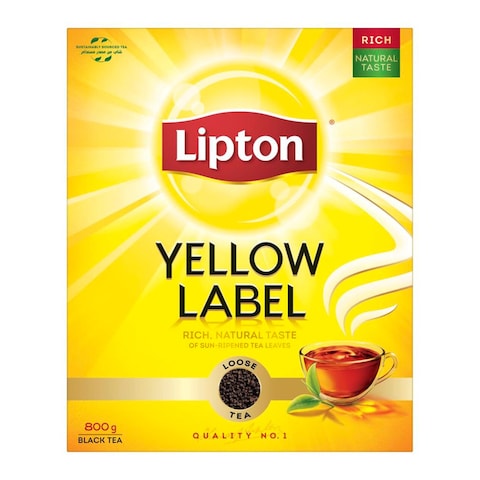 SUSTAINABLY SOURCED TEA
RICH
NATURAL
TASTE
Lipton
®
YELLOW
LABEL
RICH, NATURAL TASTE
OF SUN-RIPENED TEA LEAVES
LOOSE
TEA
800g
BLACK TEA
QUALITY NO.1